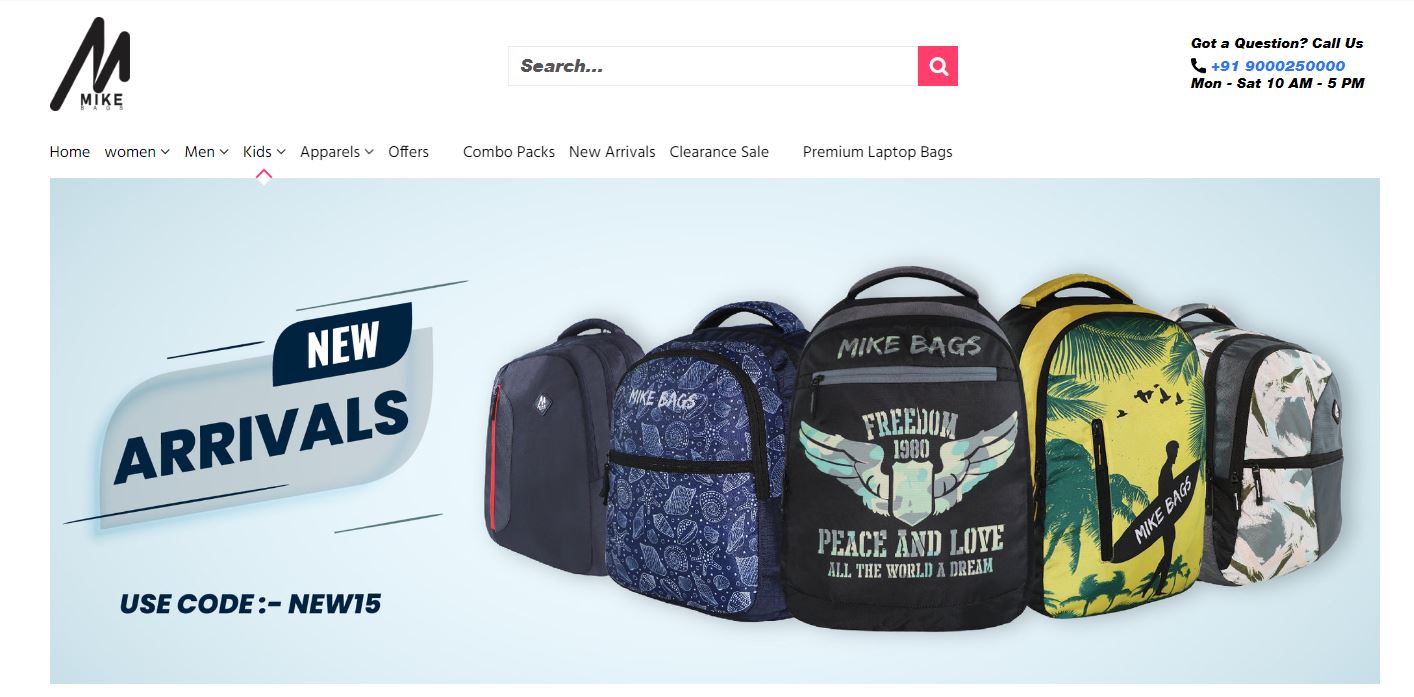 MIKE
BAGS
Search...
Got a Question? Call Us
+91 9000250000
Mon - Sat 10 AM - 5 PM
Home women Men Kids Apparels Offers Combo Packs New Arrivals Clearance Sale Premium Laptop Bags
NEW
ARRIVALS
USE CODE :- NEW15
MIKE BAGS
MIKE BAGS
FREEDOM
1980
PEACE AND LOVE
ALL THE WORLD A DREAM
MIKE BAGS